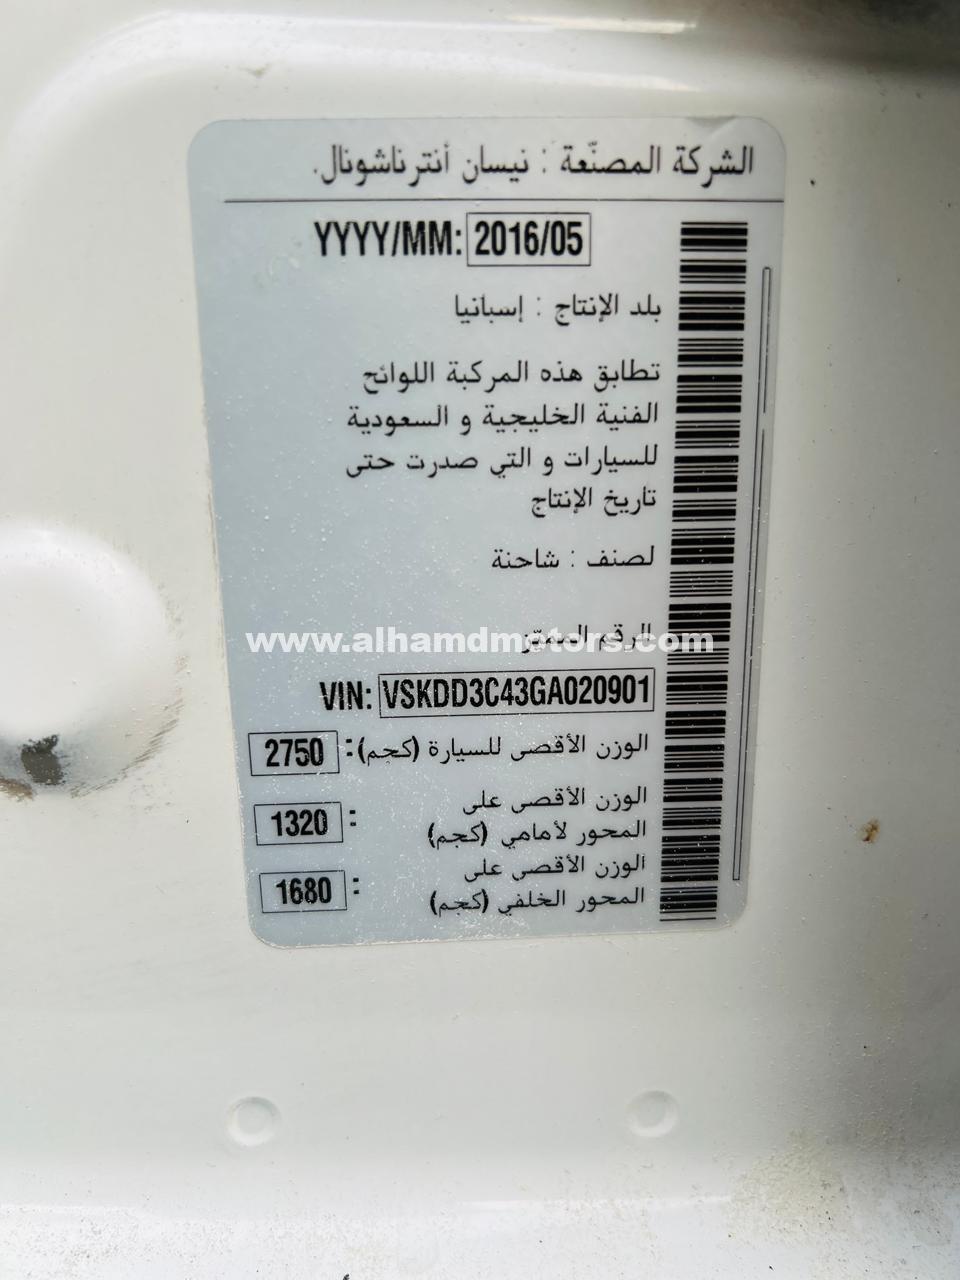 الشركة المصنّعة : نيسان أنترناشونال.
YYYY/MM: 2016/05
بلد الإنتاج : إسبانيا
تطابق هذه المركبة اللوائح
الفنية الخليجية و السعودية
للسيارات و التي صدرت حتى
تاريخ الإنتاج
لصنف : شاحنة
الرقم المميّز
www.alhamdmotors.com
VIN: VSKDD3C43GA020901
الوزن الأقصى للسيارة (كجم): 2750
الوزن الأقصى على
المحور لأمامي (كجم) : 1320
الوزن الأقصى على
المحور الخلفي (كجم) : 1680